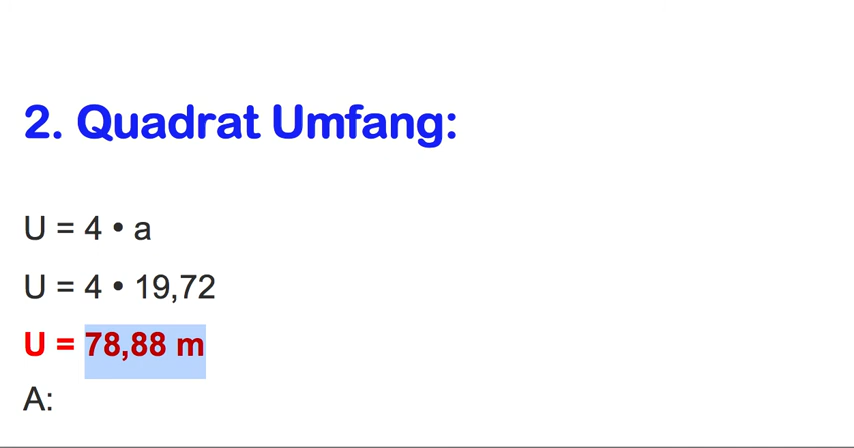 2. Quadrat Umfang:
U = 4 • a
U = 4 • 19,72
U = 78,88 m
A: